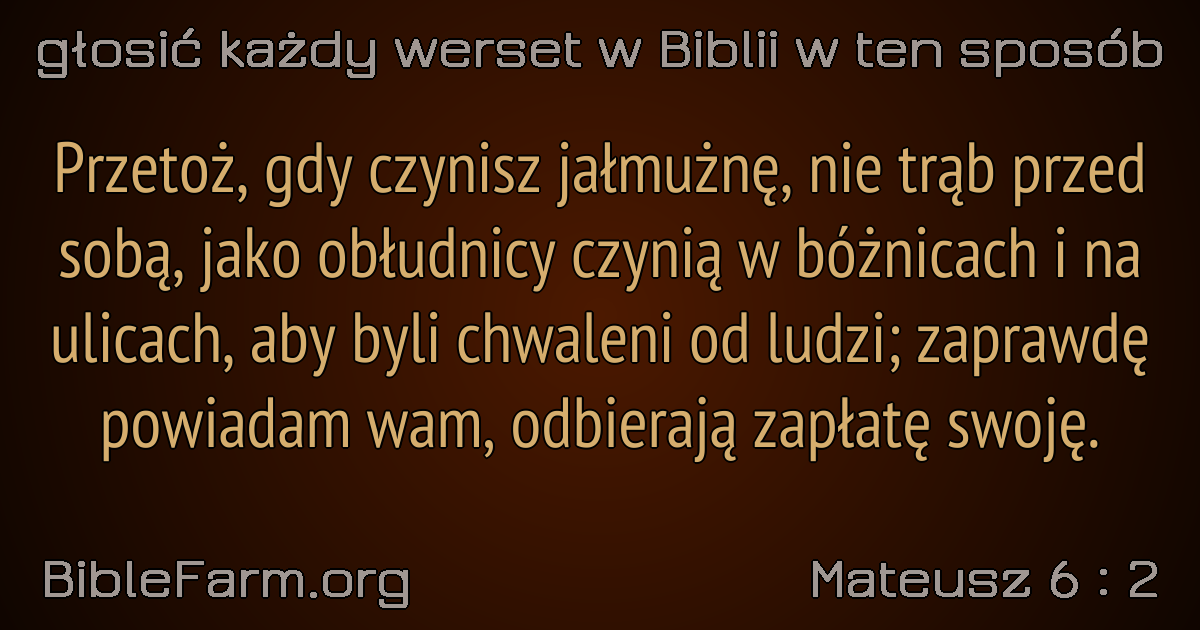 głosić każdy werset w Biblii w ten sposób
Przetoż, gdy czynisz jałmużnę, nie trąb przed
sobą, jako obłudnicy czynią w bóżnicach i na
ulicach, aby byli chwaleni od ludzi; zaprawdę
powiadam wam, odbierają zapłatę swoję.
BibleFarm.org
Mateusz 6 : 2